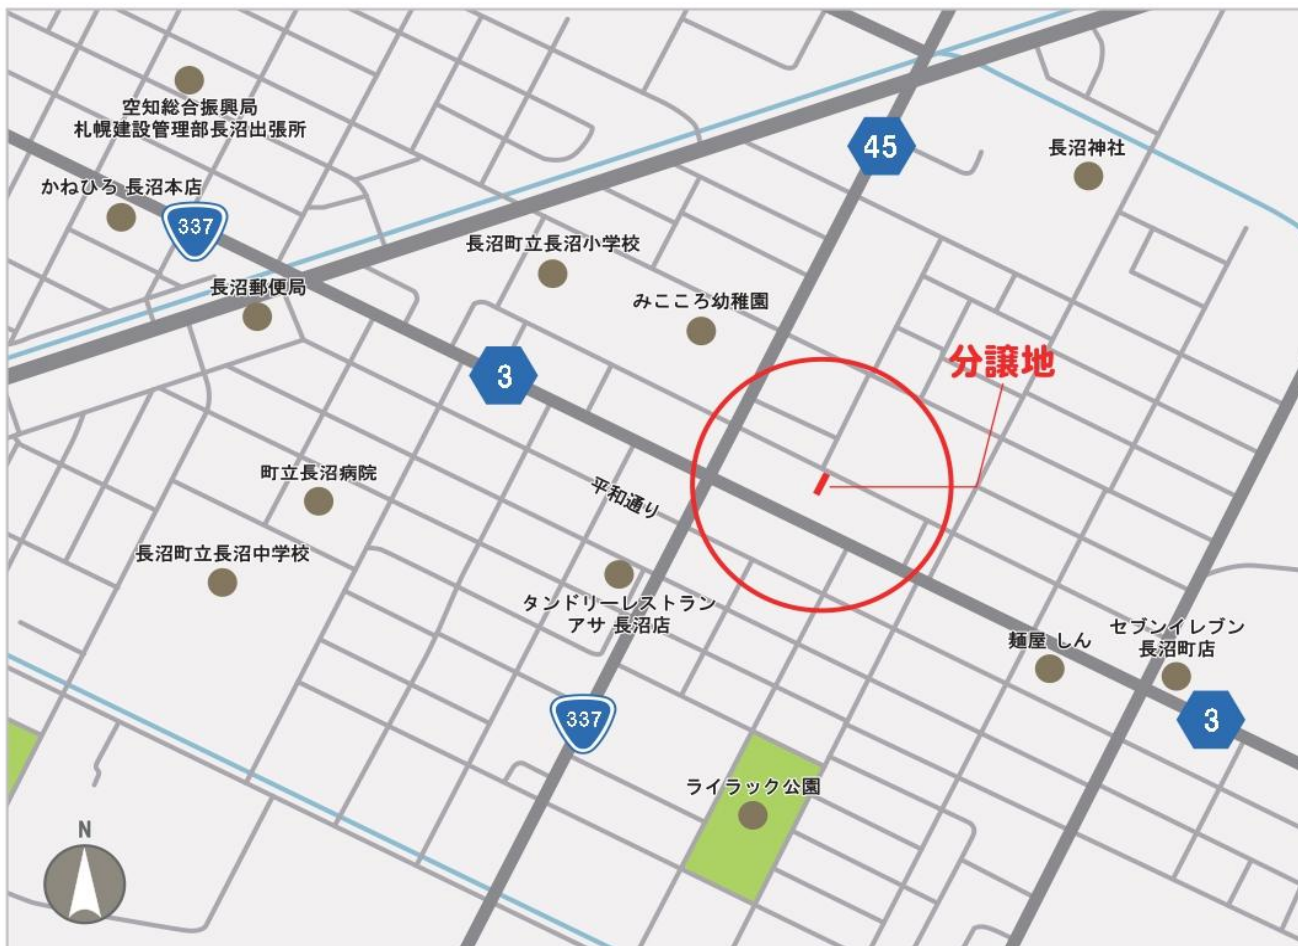 空知総合振興局
札幌建設管理部長沼出張所
45
長沼神社
かねひろ 長沼本店
337
長沼町立長沼小学校
長沼郵便局
みこころ幼稚園
分譲地
3
町立長沼病院
平和通り
長沼町立長沼中学校
タンドリーレストラン
アサ 長沼店
麺屋 しん
セブンイレブン
長沼町店
337
3
ライラック公園
N